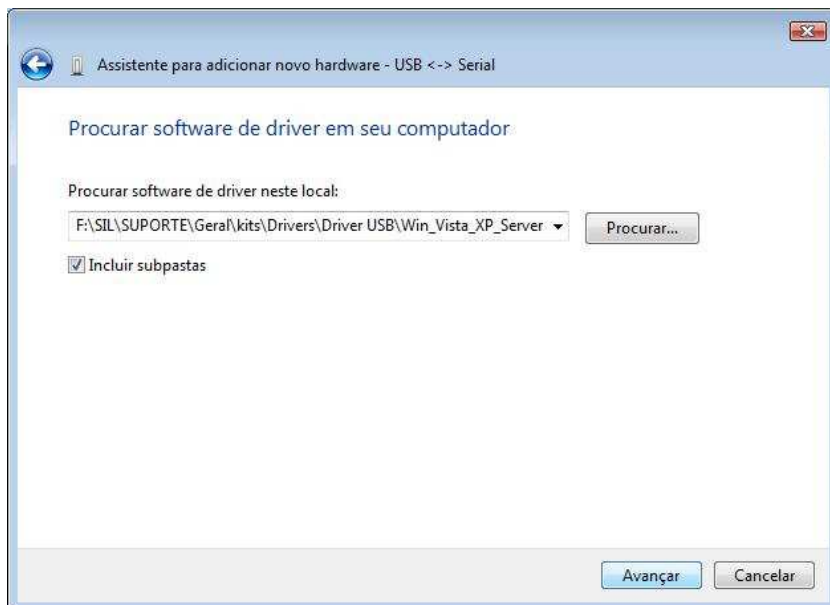 Assistente para adicionar novo hardware - USB <-> Serial
Procurar software de driver em seu computador
Procurar software de driver neste local:
F:\SIL\SUPORTE\Geral\kits\Drivers\Driver USB\Win_Vista_XP_Server
Procurar...
Incluir subpastas
Avançar
Cancelar